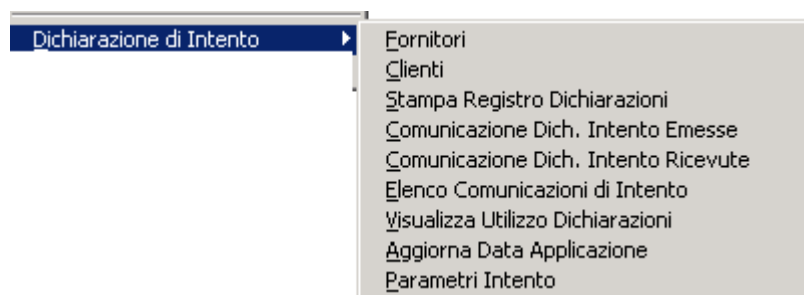 Dichiarazione di Intento
Fornitori
Clienti
Stampa Registro Dichiarazioni
Comunicazione Dich. Intento Emesse
Comunicazione Dich. Intento Ricevute
Elenco Comunicazioni di Intento
Visualizza Utilizzo Dichiarazioni
Aggiorna Data Applicazione
Parametri Intento